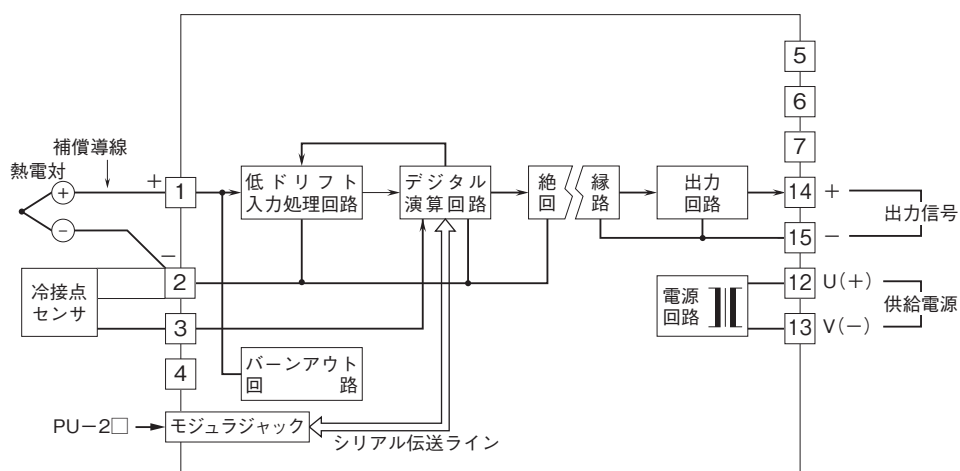 補償導線
熱電対
+
−
+
−
1
2
3
4
冷接点
センサ
低ドリフト
入力処理回路
デジタル
演算回路
絶縁
回路
出力
回路
バーンアウト
回路
電源
回路
PU−2□
モジュラジャック
シリアル伝送ライン
5
6
7
14 +
15 −
出力信号
12 U(+)
13 V(−)
供給電源